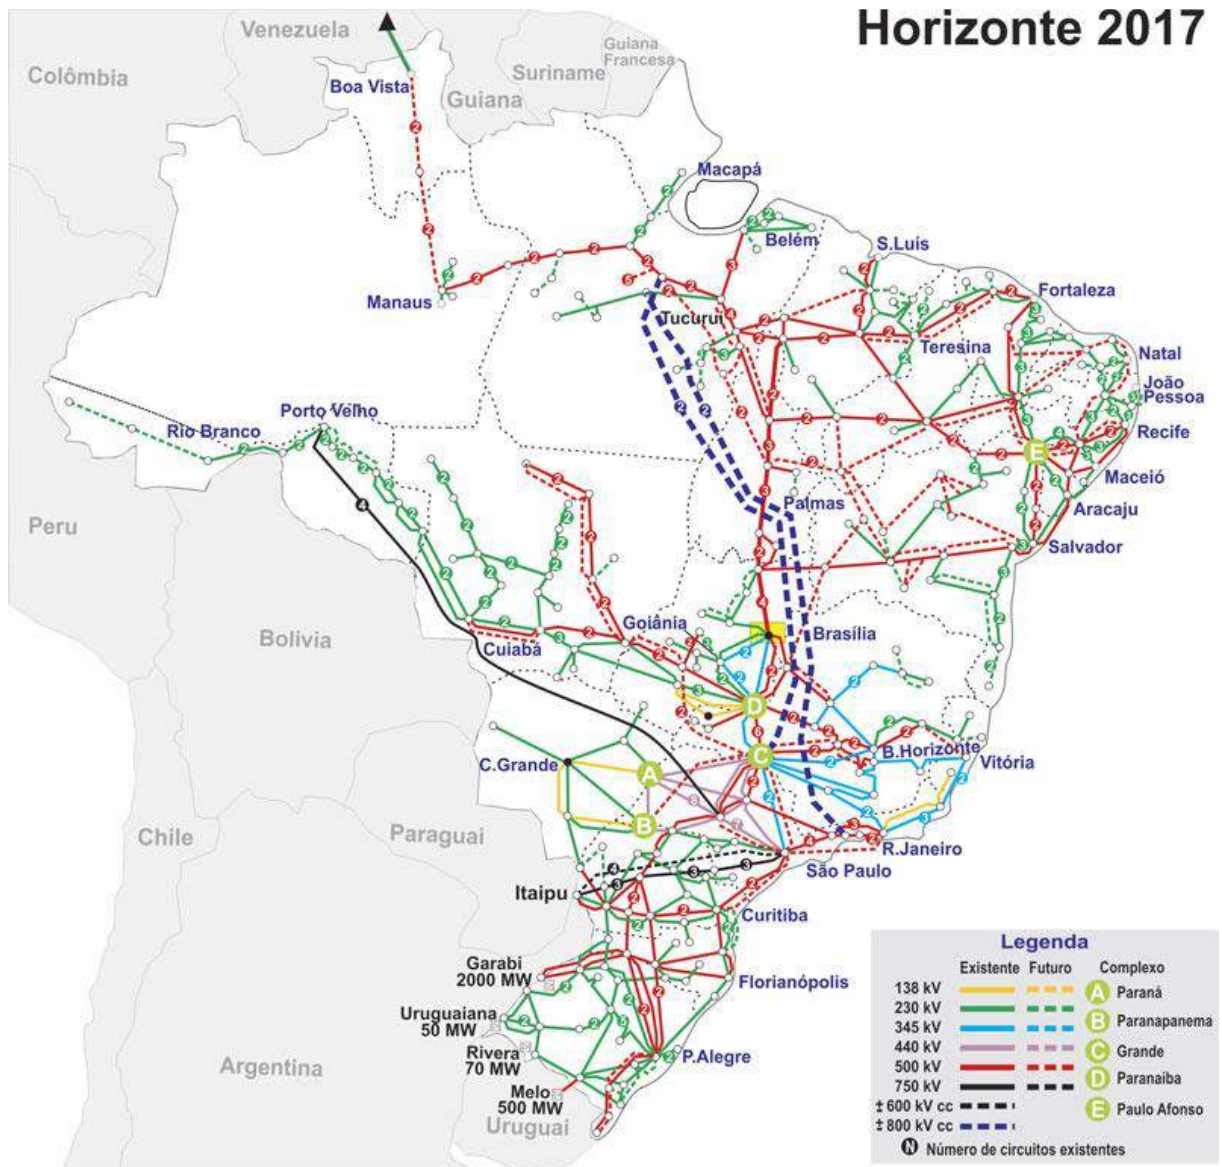 Horizonte 2017
Venezuela
Guiana
Francesa
Suriname
Colômbia
Boa Vista
Guiana
Macapá
Belém
S.Luís
Manaus
Fortaleza
Tucuruí
Teresina
Natal
João
Pessoa
Porto Velho
Rio Branco
Recife
E
Maceió
Palmas
Aracaju
Peru
Salvador
Bolivia
Goiânia
Brasília
Cuiabá
D
B.Horizonte
C
Vitória
C.Grande
A
B
Chile
Paraguai
R.Janeiro
São Paulo
Itaipu
Curitiba
Garabi
2000 MW
Florianópolis
Uruguaiana
50 MW
Rivera
70 MW
P.Alegre
Melo
500 MW
Argentina
Uruguai
Legenda
Existente Futuro Complexo
138 kV A Paraná
230 kV
345 kV B Paranapanema
440 kV C Grande
500 kV
750 kV D Paranaiba
± 600 kV cc E Paulo Afonso
± 800 kV cc
N Número de circuitos existentes